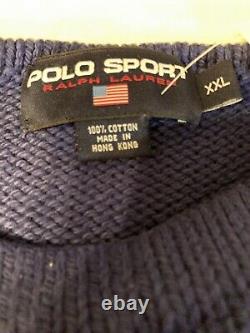 POLO SPORT
RALPH LAUREN
XXL
100% COTTON
MADE IN
HONG KONG